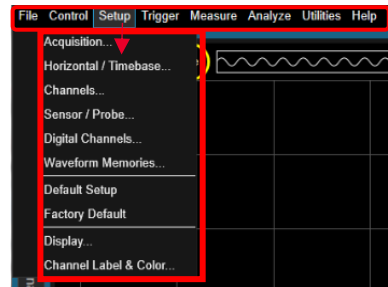 File Control Setup Trigger Measure Analyze Utilities Help
Acquisition...
Horizontal / Timebase...
Channels...
Sensor / Probe...
Digital Channels...
Waveform Memories...
Default Setup
Factory Default
Display...
Channel Label & Color...